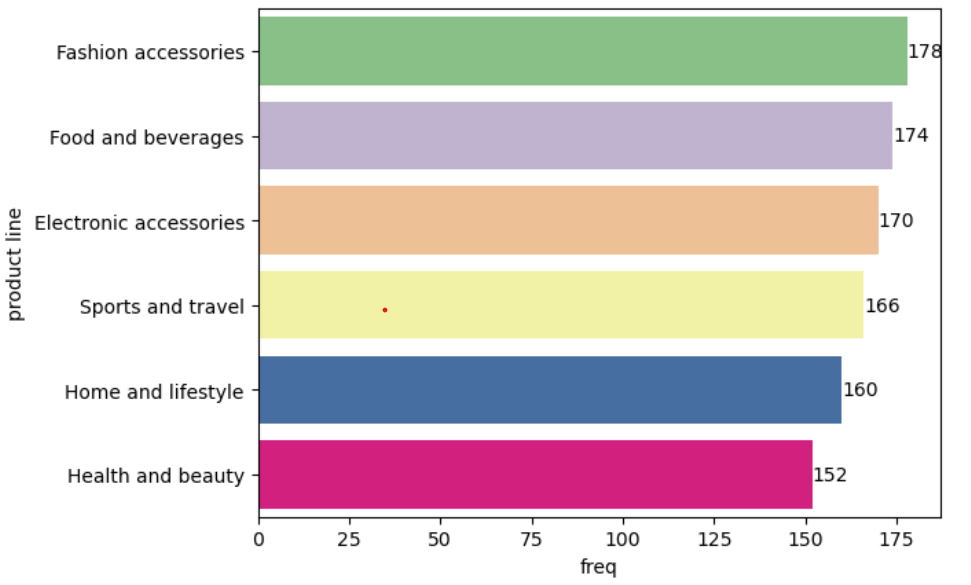 Fashion accessories 178
Food and beverages 174
Electronic accessories 170
Sports and travel 166
Home and lifestyle 160
Health and beauty 152
product line
0 25 50 75 100 125 150 175
freq